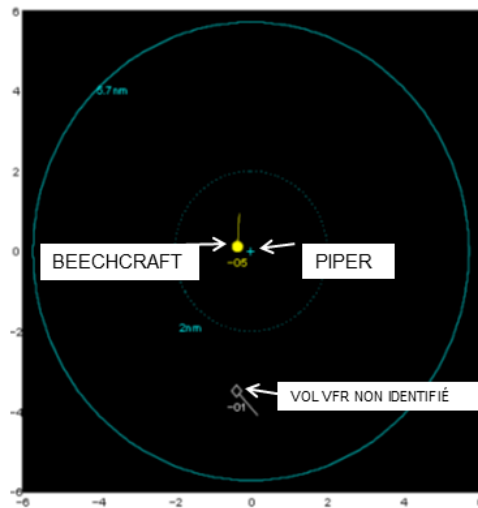 6
4
5.7nm
2
0
BEECHCRAFT
PIPER
-05
-2
2nm
VOL VFR NON IDENTIFIÉ
-4
-01
-6
-6 -4 -2 0 2 4 6